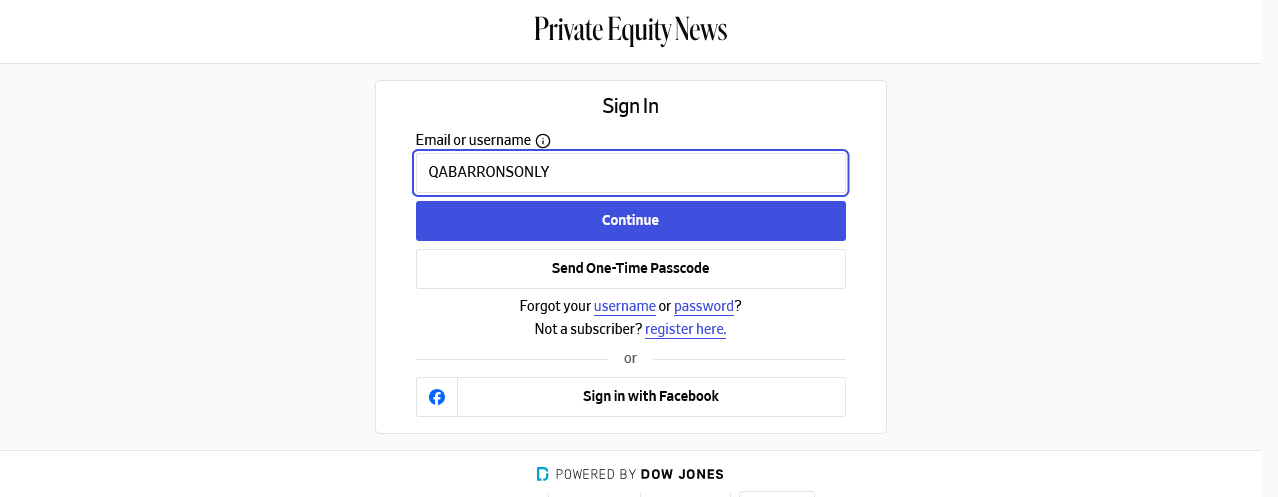 Private Equity News
Sign In
Email or username
QABARRONSONLY
Continue
Send One-Time Passcode
Forgot your username or password?
Not a subscriber? register here.
or
Sign in with Facebook
POWERED BY DOW JONES